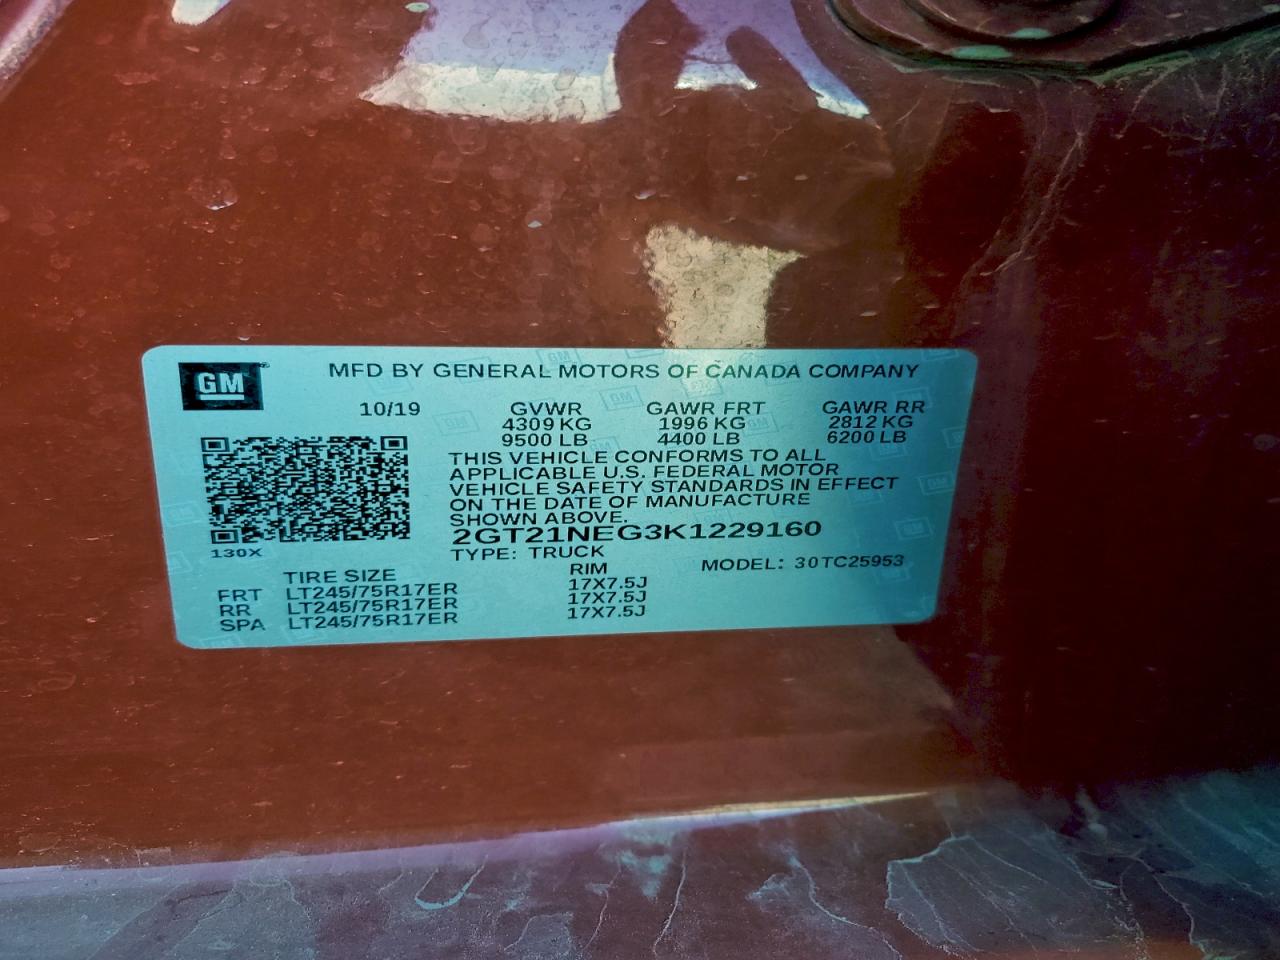 GM
MFD BY GENERAL MOTORS OF CANADA COMPANY
10/19 GVWR GAWR FRT GAWR RR
4309 KG 1996 KG 2812 KG
9500 LB 4400 LB 6200 LB
THIS VEHICLE CONFORMS TO ALL
APPLICABLE U.S. FEDERAL MOTOR
VEHICLE SAFETY STANDARDS IN EFFECT
ON THE DATE OF MANUFACTURE
SHOWN ABOVE.
2GT21NEG3K1229160
130X
TYPE: TRUCK MODEL: 30TC25953
TIRE SIZE RIM
FRT LT245/75R17ER 17X7.5J
RR LT245/75R17ER 17X7.5J
SPA LT245/75R17ER 17X7.5J